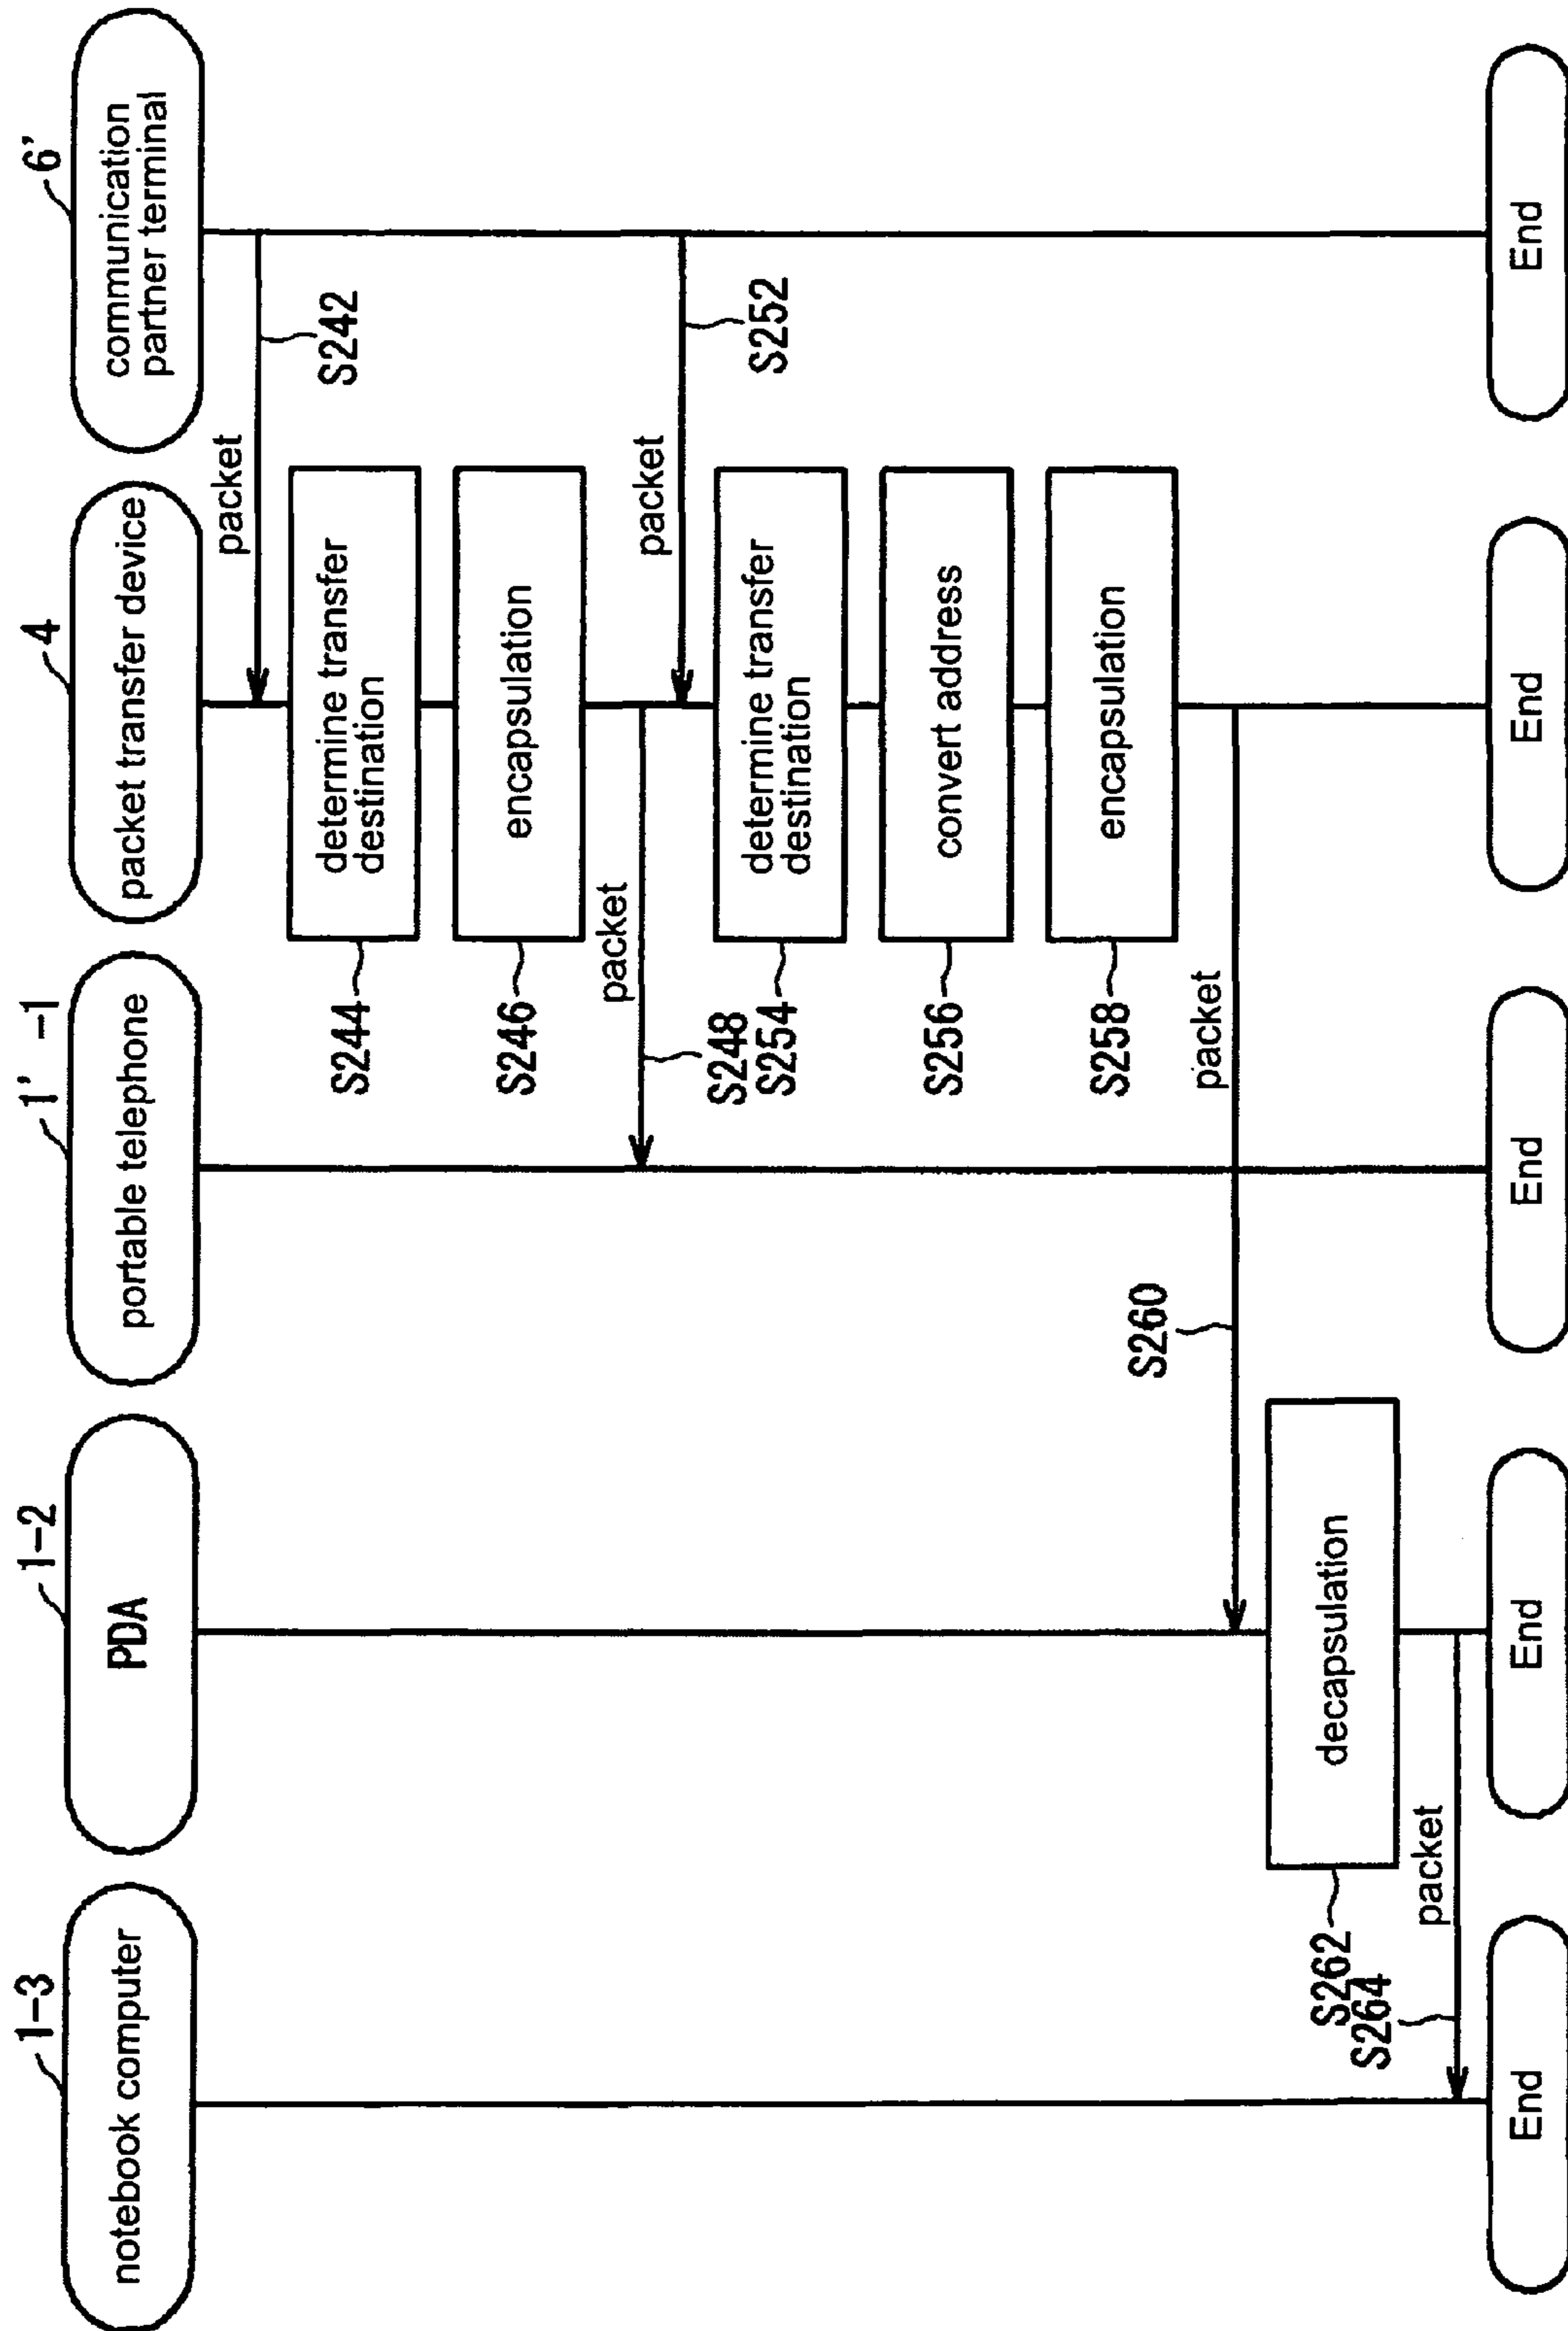 1-3
notebook computer
1-2
PDA
1'-1
portable telephone
4
packet transfer device
6'
communication
partner terminal
packet
S242
determine transfer
destination
S244
encapsulation
S246
packet
S248
packet
S252
determine transfer
destination
S254
convert address
S256
encapsulation
S258
packet
S260
decapsulation
S262
packet
S264
End
End
End
End
End